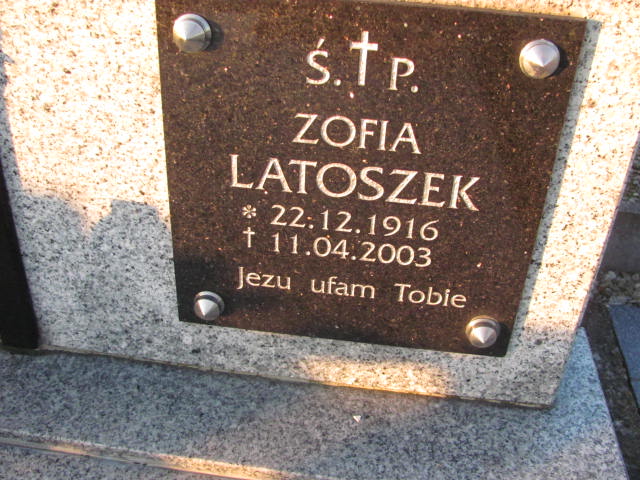 Ś. † P.
ZOFIA
LATOSZEK
* 22.12.1916
† 11.04.2003
Jezu ufam Tobie